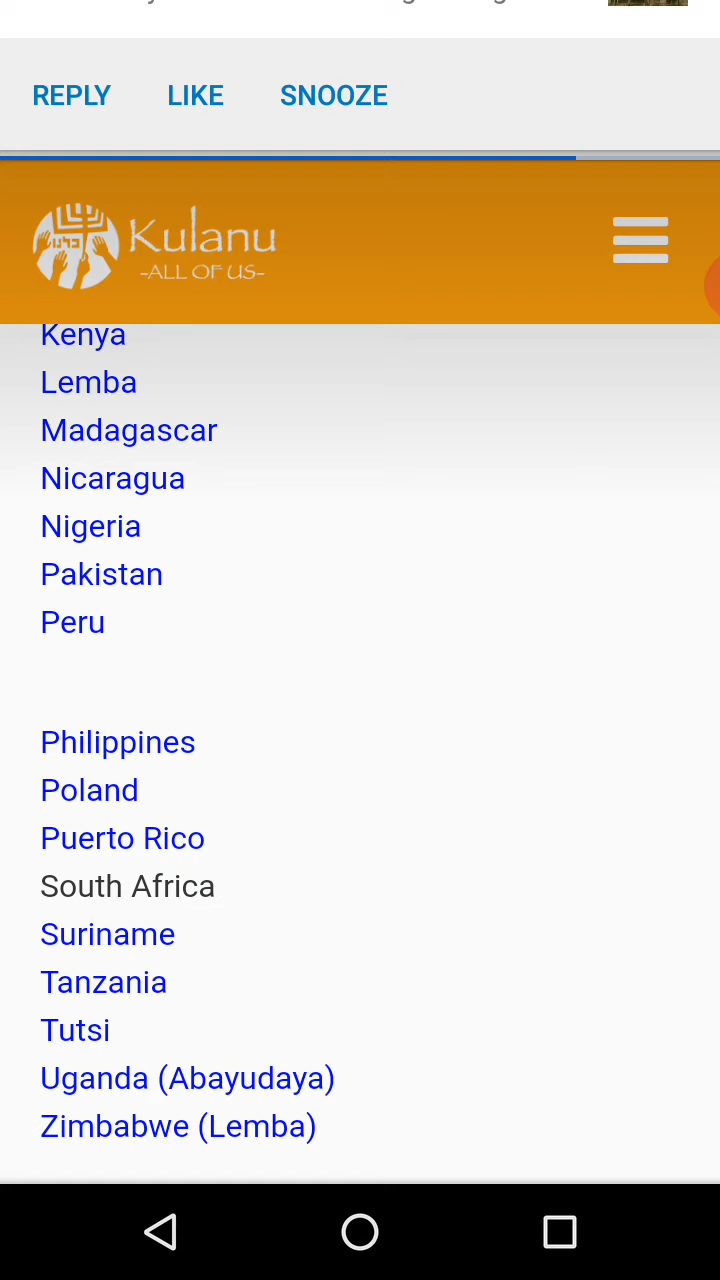 REPLY LIKE SNOOZE
כלנו
Kulanu
-ALL OF US-
Kenya
Lemba
Madagascar
Nicaragua
Nigeria
Pakistan
Peru
Philippines
Poland
Puerto Rico
South Africa
Suriname
Tanzania
Tutsi
Uganda (Abayudaya)
Zimbabwe (Lemba)